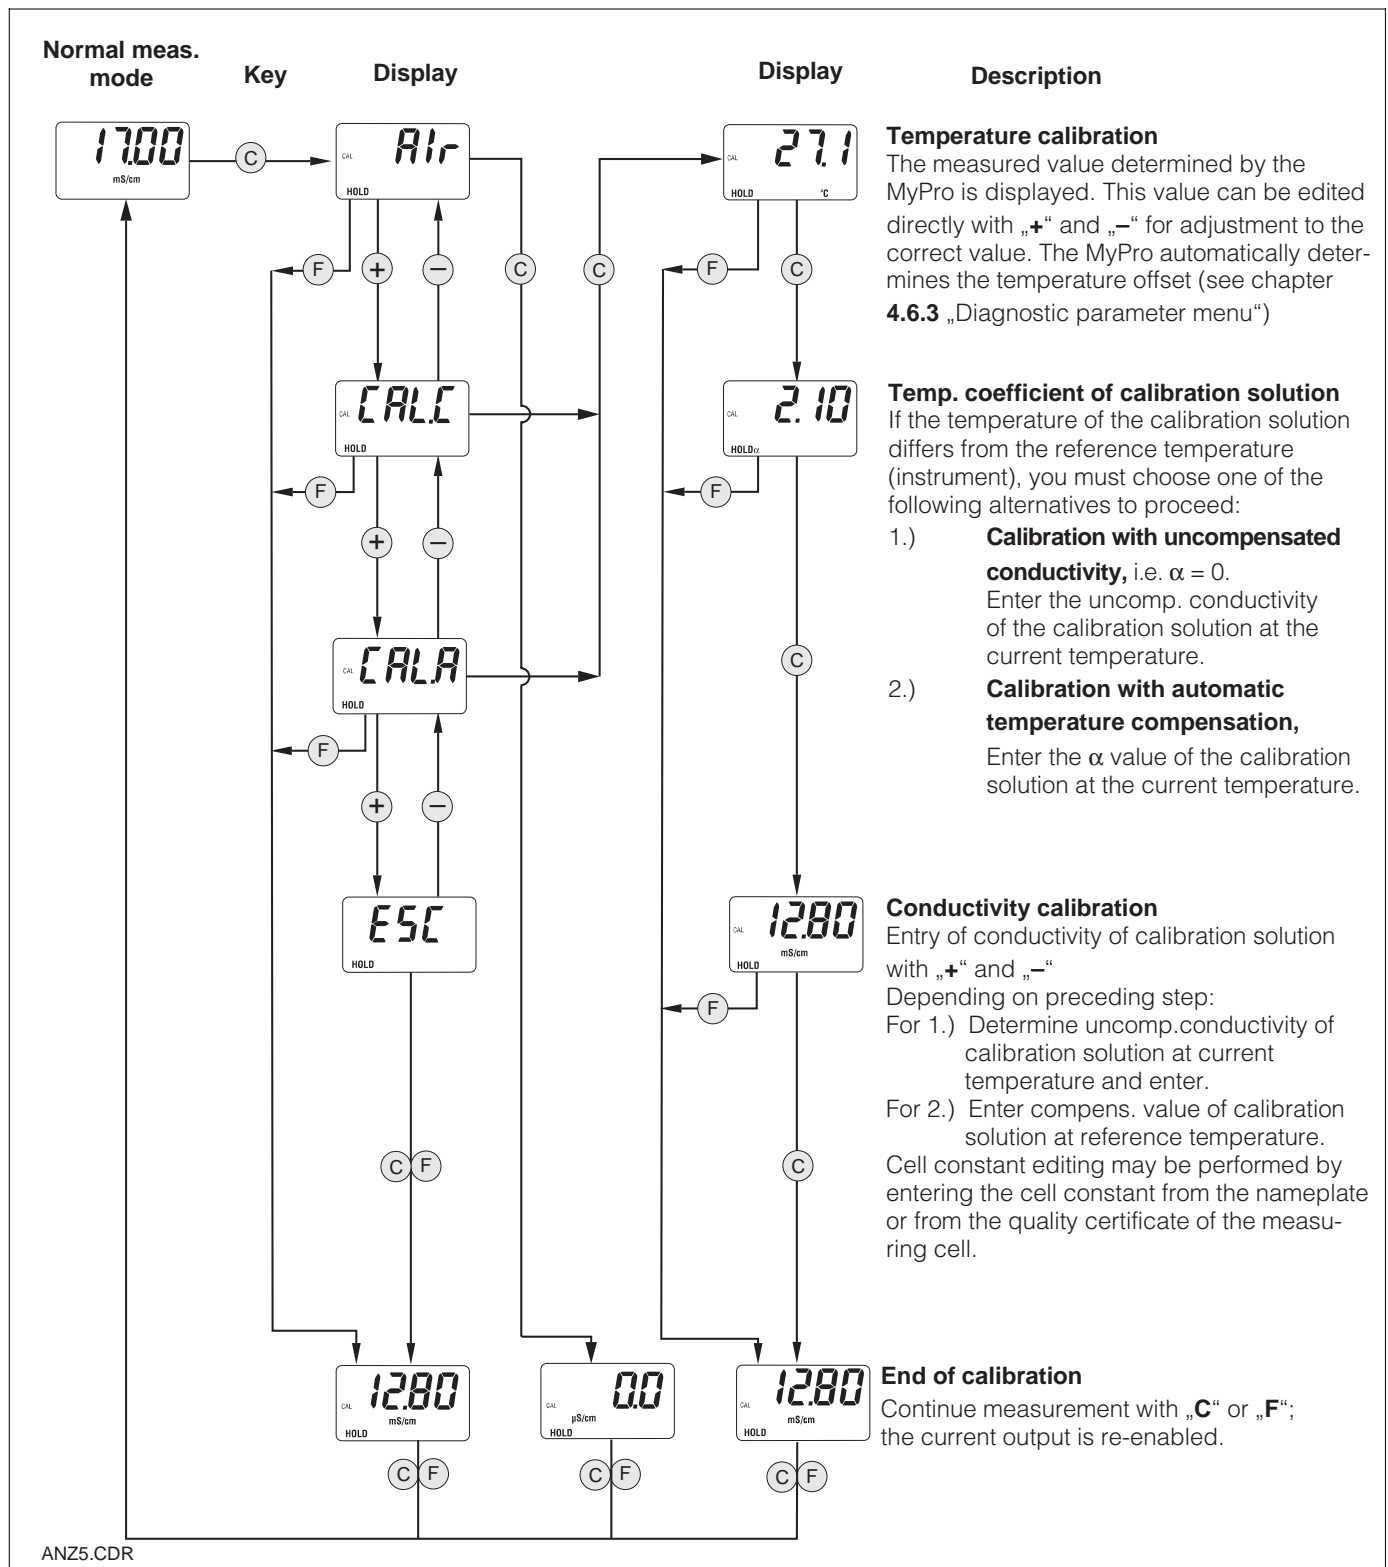 Normal meas.
mode
Key
Display
Display
Description
17.00
mS/cm
C
CAL
AIr
HOLD
CAL
27.1
HOLD °C
Temperature calibration
The measured value determined by the
MyPro is displayed. This value can be edited
directly with „+“ and „–“ for adjustment to the
correct value. The MyPro automatically deter-
mines the temperature offset (see chapter
4.6.3 „Diagnostic parameter menu“)
F
+
–
C
C
F
C
CAL
CAL.C
HOLD
CAL
2.10
HOLDα
Temp. coefficient of calibration solution
If the temperature of the calibration solution
differs from the reference temperature
(instrument), you must choose one of the
following alternatives to proceed:
1.) Calibration with uncompensated
conductivity, i.e. α = 0.
Enter the uncomp. conductivity
of the calibration solution at the
current temperature.
2.) Calibration with automatic
temperature compensation,
Enter the α value of the calibration
solution at the current temperature.
F
F
+
–
CAL
CAL.A
HOLD
C
F
+
–
ESC
HOLD
CAL
12.80
mS/cm
HOLD
Conductivity calibration
Entry of conductivity of calibration solution
with „+“ and „–“
Depending on preceding step:
For 1.) Determine uncomp.conductivity of
calibration solution at current
temperature and enter.
For 2.) Enter compens. value of calibration
solution at reference temperature.
Cell constant editing may be performed by
entering the cell constant from the nameplate
or from the quality certificate of the measu-
ring cell.
F
C F
C
CAL
12.80
mS/cm
HOLD
CAL
0.0
µS/cm
HOLD
CAL
12.80
mS/cm
HOLD
End of calibration
Continue measurement with „C“ or „F“;
the current output is re-enabled.
C F
C F
C F
ANZ5.CDR